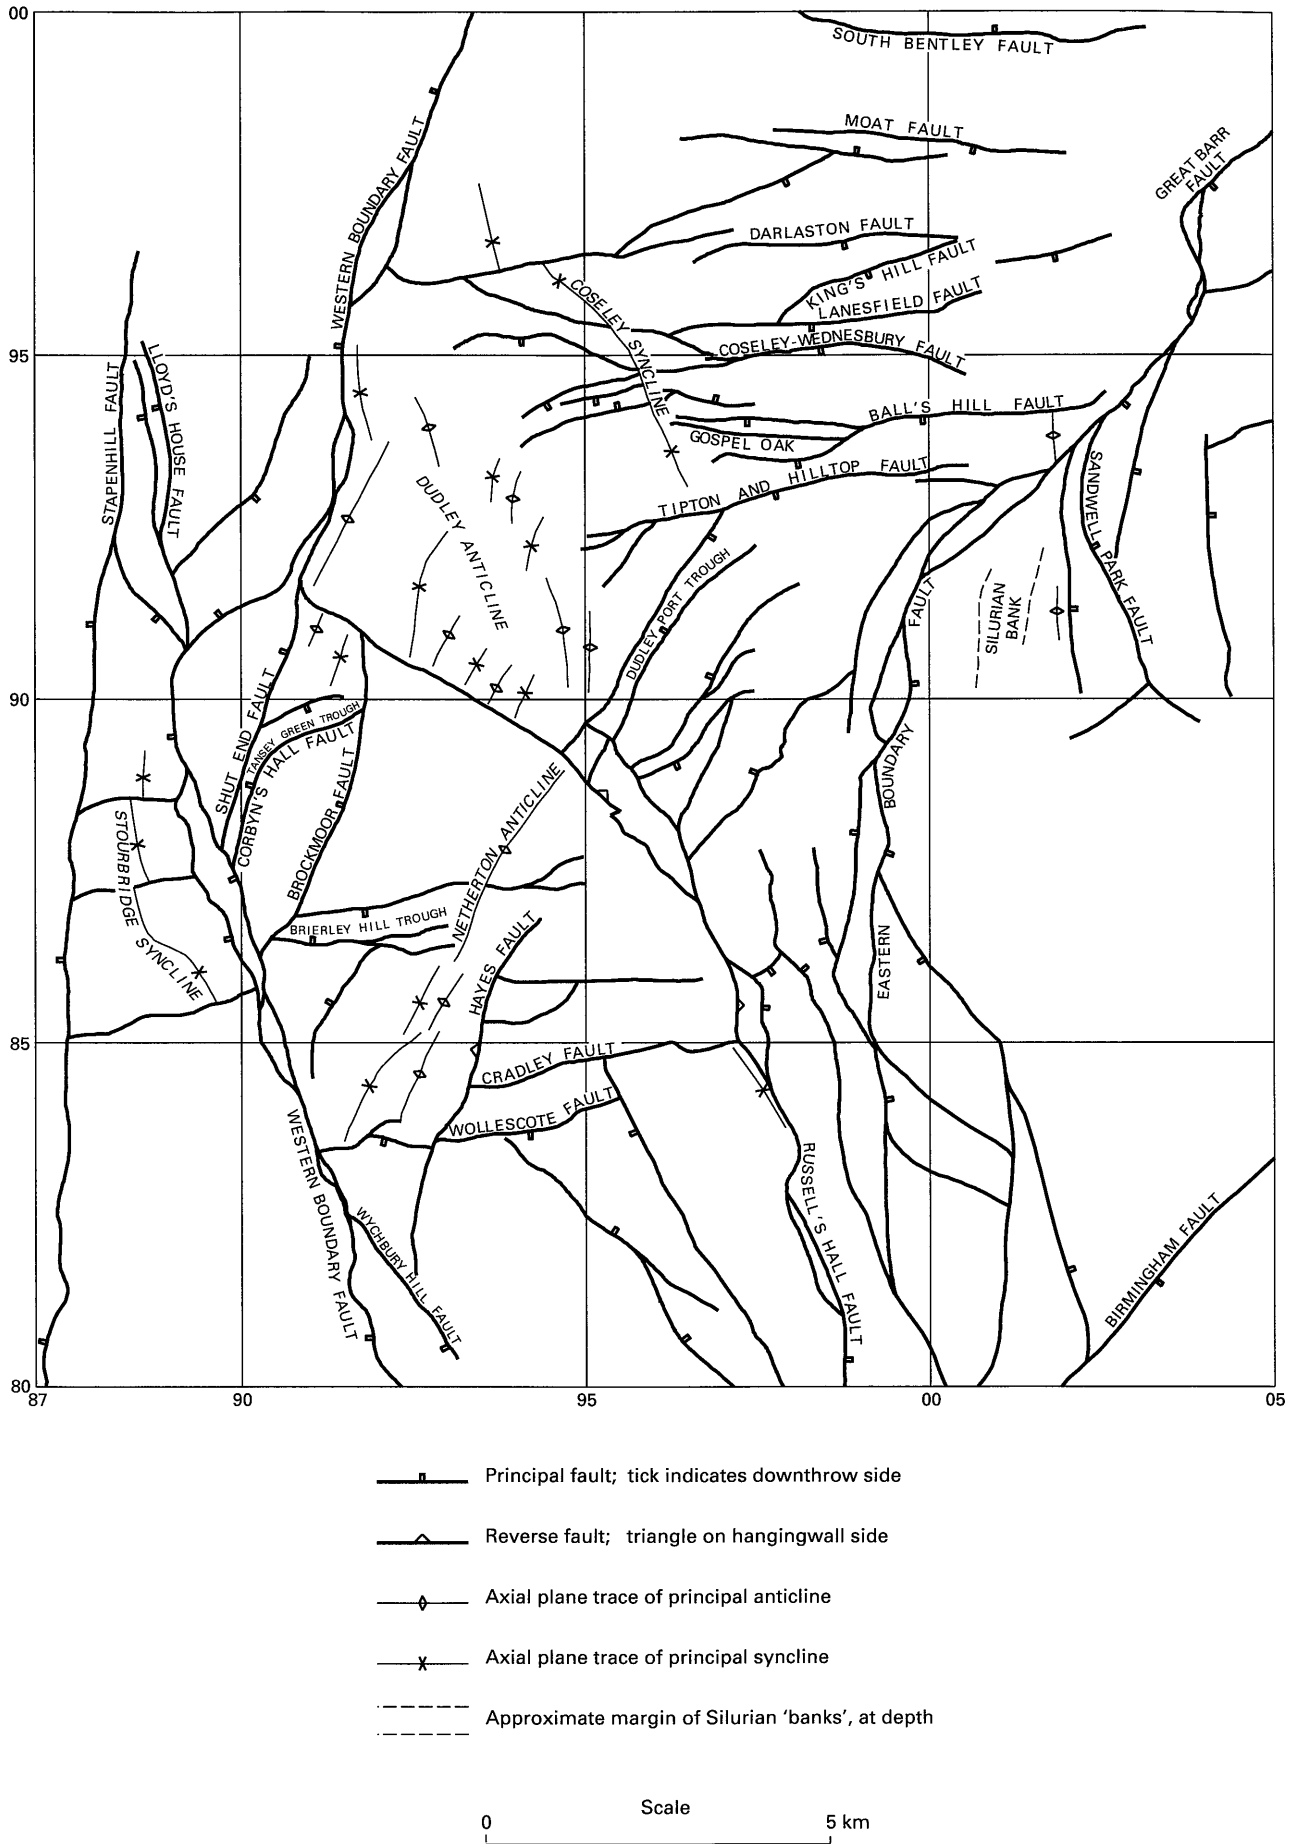 00
SOUTH BENTLEY FAULT
MOAT FAULT
GREAT BARR
FAULT
WESTERN BOUNDARY FAULT
DARLASTON FAULT
KING'S HILL FAULT
LANESFIELD FAULT
COSELEY SYNCLINE
COSELEY-WEDNESBURY FAULT
95
LLOYD'S HOUSE FAULT
STAPENHILL FAULT
BALL'S HILL FAULT
GOSPEL OAK
TIPTON AND HILLTOP FAULT
SANDWELL PARK FAULT
DUDLEY ANTICLINE
DUDLEY PORT TROUGH
SILURIAN
BANK
90
SHUT END FAULT
TANSEY GREEN TROUGH
CORBYN'S HALL FAULT
BROCKMOOR FAULT
EASTERN BOUNDARY FAULT
STOURBRIDGE SYNCLINE
NETHERTON ANTICLINE
BRIERLEY HILL TROUGH
HAYES FAULT
85
CRADLEY FAULT
WOLLESCOTE FAULT
WESTERN BOUNDARY FAULT
WYCHBURY HILL FAULT
RUSSELL'S HALL FAULT
BIRMINGHAM FAULT
80
87 90 95 00 05
Principal fault; tick indicates downthrow side
Reverse fault; triangle on hangingwall side
Axial plane trace of principal anticline
Axial plane trace of principal syncline
Approximate margin of Silurian 'banks', at depth
Scale
0 5 km